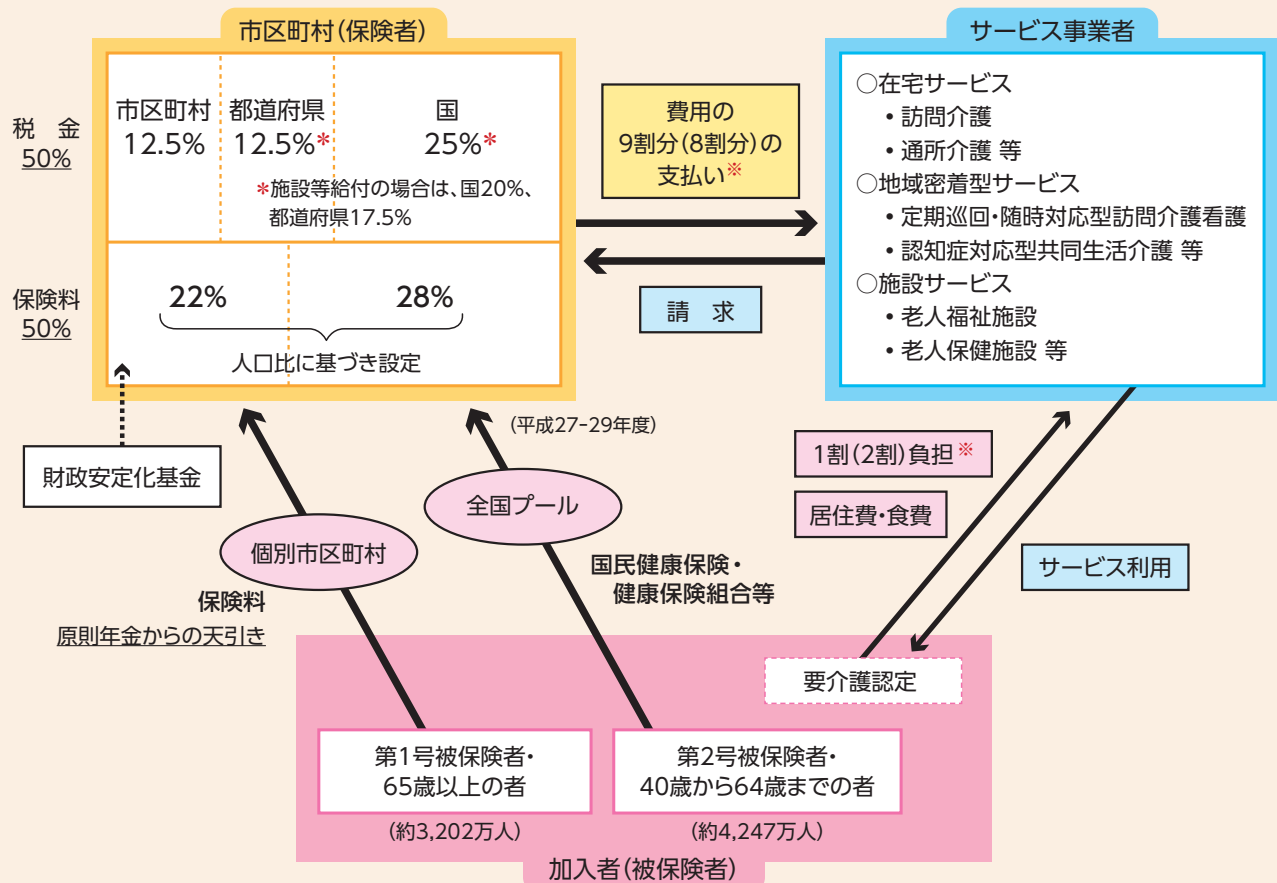 市区町村(保険者)
税 金
50%
市区町村
12.5%
都道府県
12.5%*
国
25%*
*施設等給付の場合は、国20%、
都道府県17.5%
保険料
50%
22%
28%
人口比に基づき設定
費用の
9割分(8割分)の
支払い※
請 求
サービス事業者
○在宅サービス
・訪問介護
・通所介護 等
○地域密着型サービス
・定期巡回・随時対応型訪問介護看護
・認知症対応型共同生活介護 等
○施設サービス
・老人福祉施設
・老人保健施設 等
財政安定化基金
(平成27-29年度)
全国プール
個別市区町村
国民健康保険・
健康保険組合等
保険料
原則年金からの天引き
1割(2割)負担※
居住費・食費
サービス利用
要介護認定
第1号被保険者・
65歳以上の者
(約3,202万人)
第2号被保険者・
40歳から64歳までの者
(約4,247万人)
加入者(被保険者)